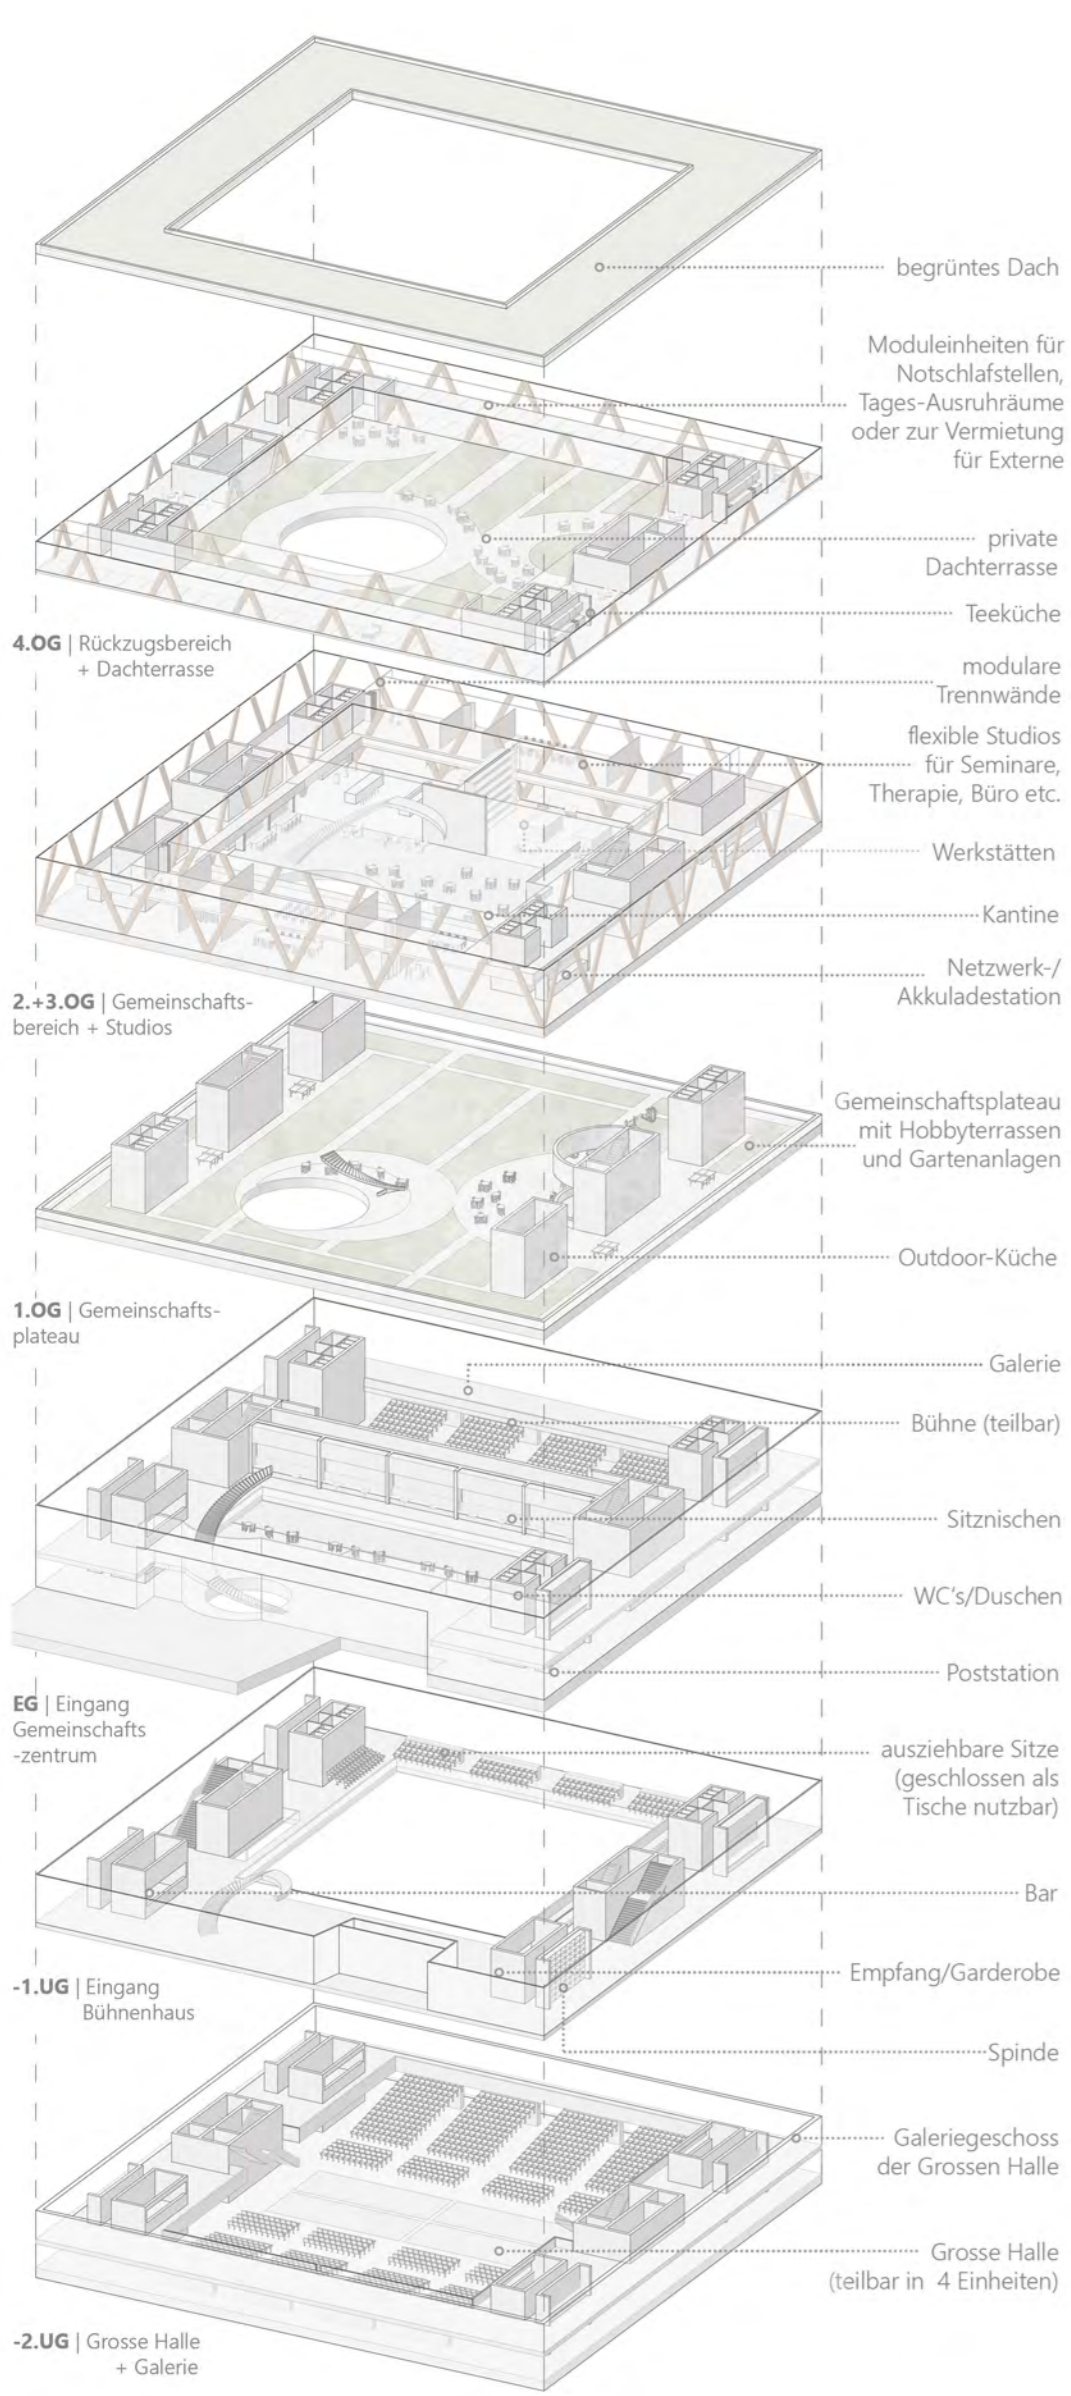 begrüntes Dach
Moduleinheiten für
Notschlafstellen,
Tages-Ausruhräume
oder zur Vermietung
für Externe
private
Dachterrasse
Teeküche
4.OG | Rückzugsbereich
+ Dachterrasse
modulare
Trennwände
flexible Studios
für Seminare,
Therapie, Büro etc.
Werkstätten
Kantine
Netzwerk-/
Akkuladestation
2.+3.OG | Gemeinschafts-
bereich + Studios
Gemeinschaftsplateau
mit Hobbyterrassen
und Gartenanlagen
Outdoor-Küche
1.OG | Gemeinschafts-
plateau
Galerie
Bühne (teilbar)
Sitznischen
WC's/Duschen
Poststation
EG | Eingang
Gemeinschafts
-zentrum
ausziehbare Sitze
(geschlossen als
Tische nutzbar)
Bar
Empfang/Garderobe
-1.UG | Eingang
Bühnenhaus
Spinde
Galeriegeschoss
der Grossen Halle
Grosse Halle
(teilbar in 4 Einheiten)
-2.UG | Grosse Halle
+ Galerie